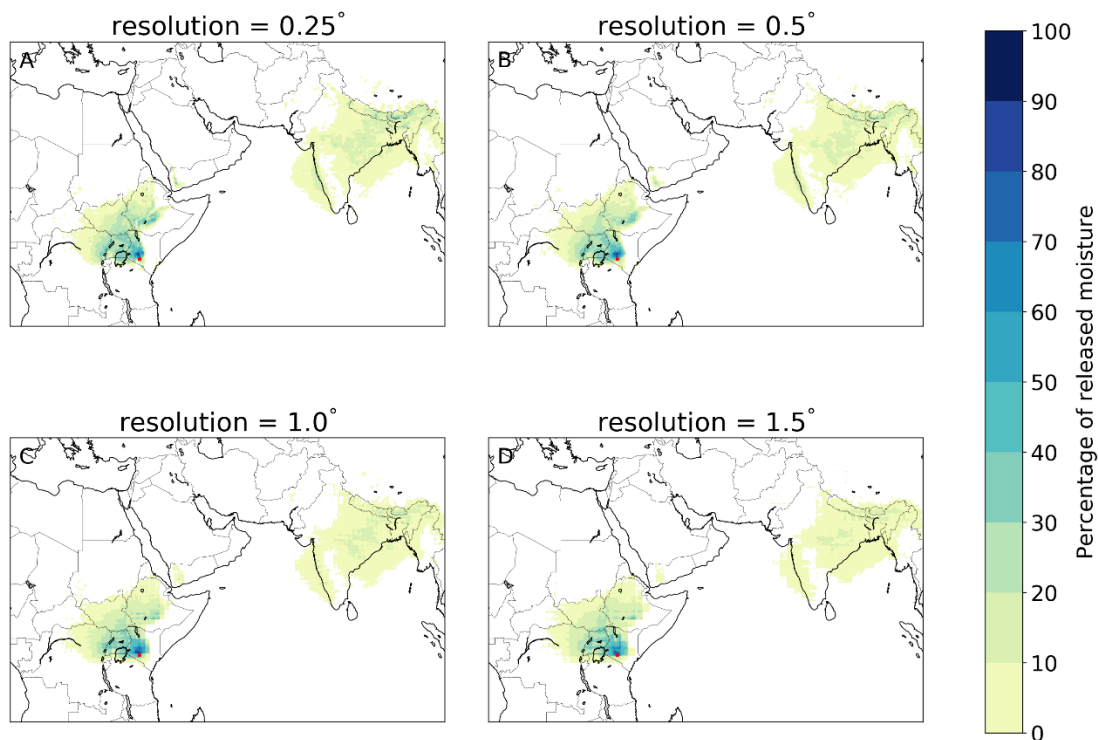 resolution = 0.25°
resolution = 0.5°
A
B
resolution = 1.0°
resolution = 1.5°
C
D
100
90
80
70
60
50
40
30
20
10
0
Percentage of released moisture